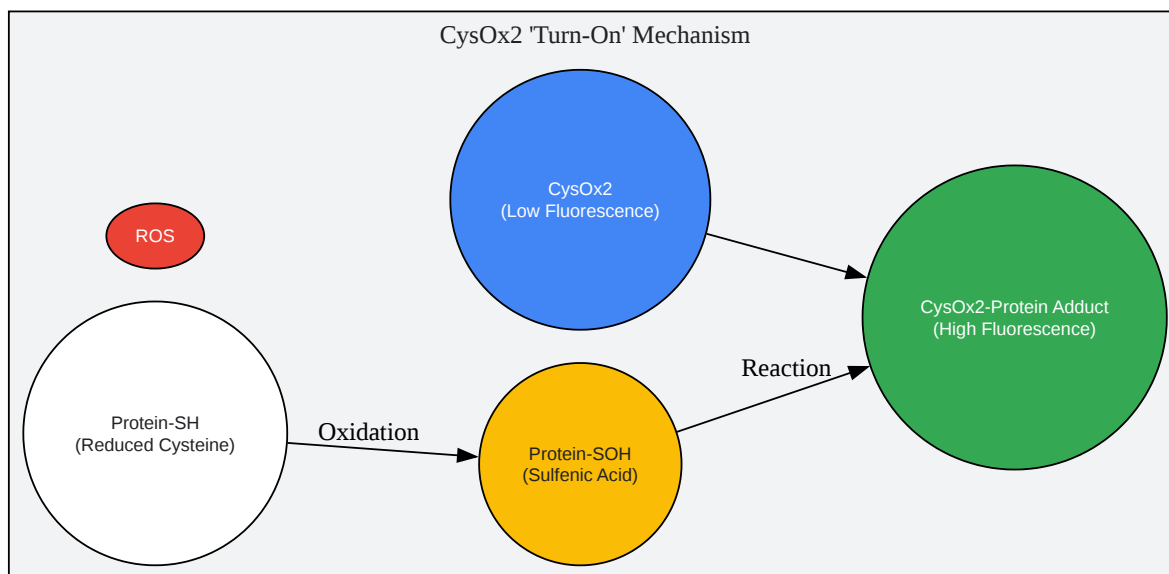 CysOx2 'Turn-On' Mechanism
CysOx2
(Low Fluorescence)
ROS
CysOx2-Protein Adduct
(High Fluorescence)
Reaction
Protein-SH
(Reduced Cysteine)
Oxidation
Protein-SOH
(Sulfenic Acid)